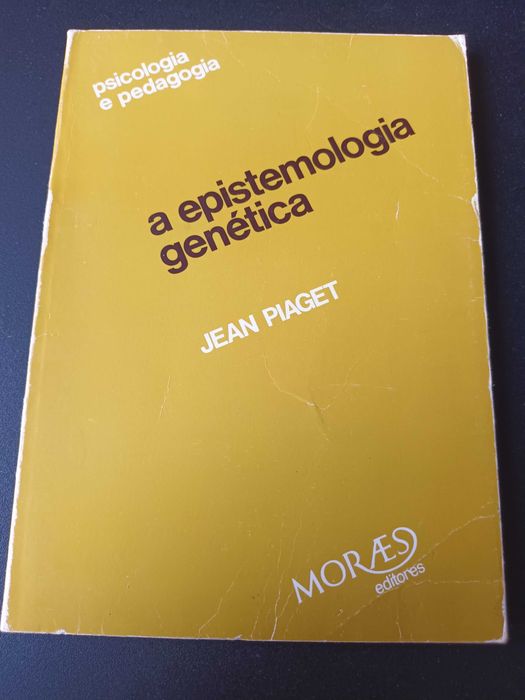 psicologia
e pedagogia
a epistemologia
genética
JEAN PIAGET
MORÆS
editores